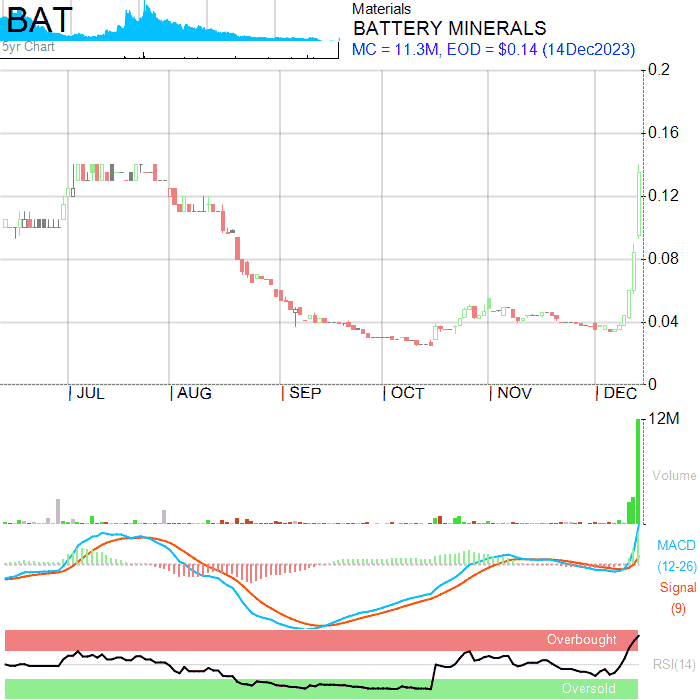 BAT
5yr Chart
Materials
BATTERY MINERALS
MC = 11.3M, EOD = $0.14 (14Dec2023)
0.2
0.16
0.12
0.08
0.04
0
JUL AUG SEP OCT NOV DEC
12M
Volume
MACD
(12-26)
Signal
(9)
Overbought
RSI(14)
Oversold